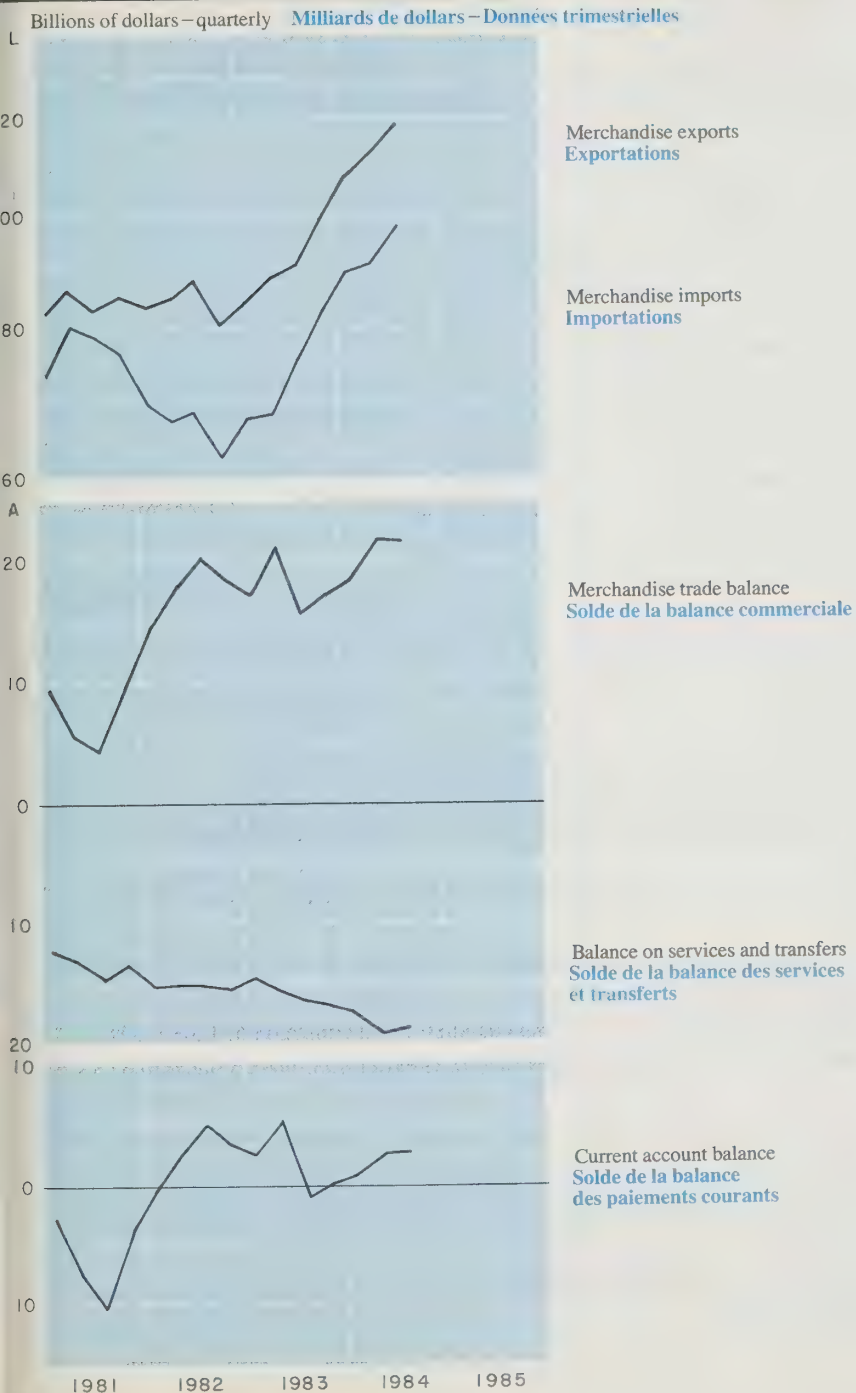 Billions of dollars – quarterly Milliards de dollars – Données trimestrielles
L
20
Merchandise exports
Exportations
00
Merchandise imports
Importations
80
60
A
20
Merchandise trade balance
Solde de la balance commerciale
10
0
10
Balance on services and transfers
Solde de la balance des services
et transferts
20
10
Current account balance
Solde de la balance
des paiements courants
0
10
1981 1982 1983 1984 1985